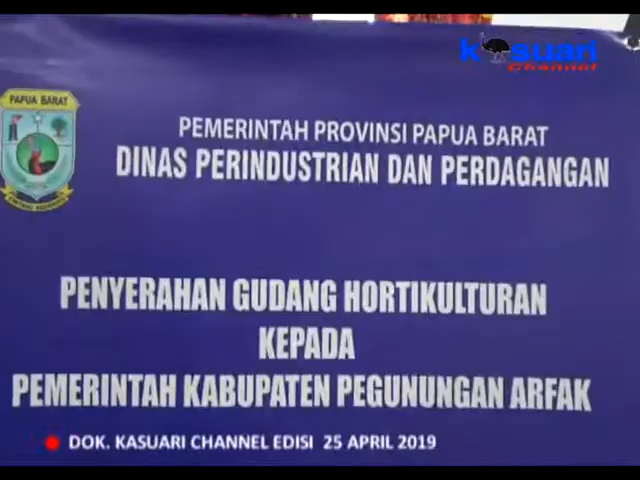 kasuari
Channel
PAPUA BARAT
PEMERINTAH PROVINSI PAPUA BARAT
DINAS PERINDUSTRIAN DAN PERDAGANGAN
PENYERAHAN GUDANG HORTIKULTURAN
KEPADA
PEMERINTAH KABUPATEN PEGUNUNGAN ARFAK
DOK. KASUARI CHANNEL EDISI 25 APRIL 2019